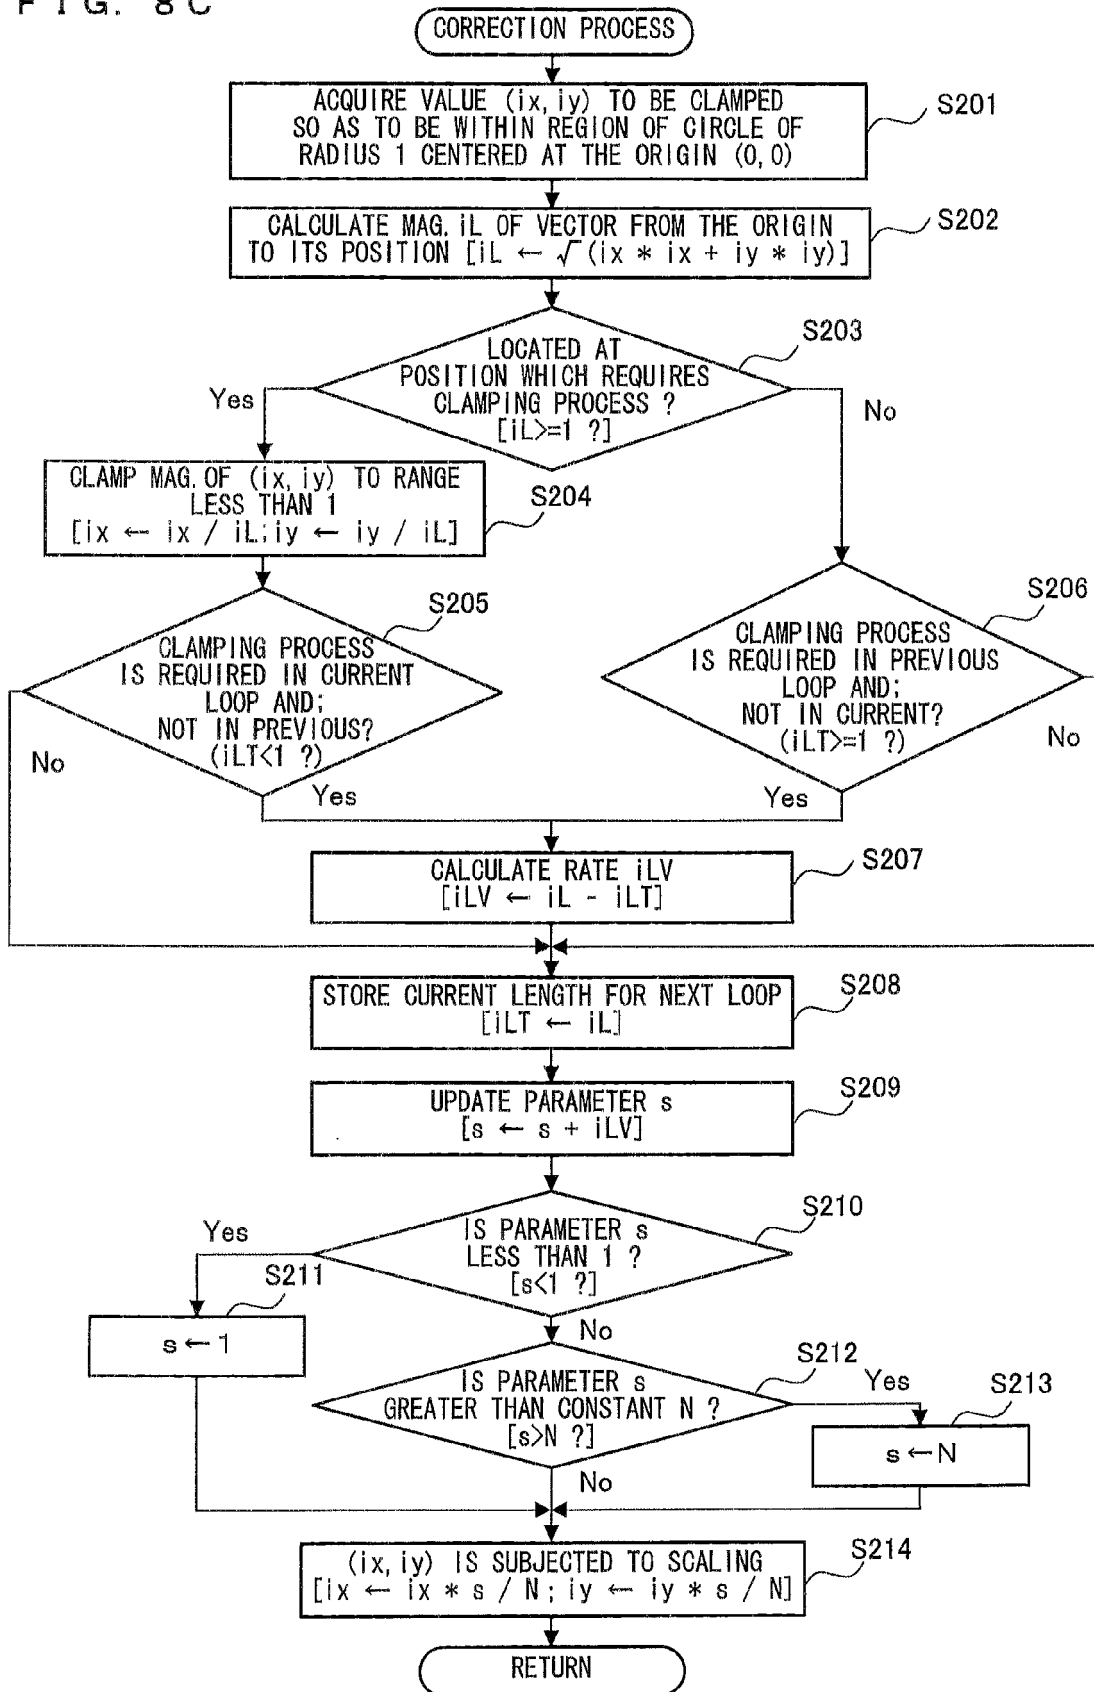 FIG. 8C
CORRECTION PROCESS
ACQUIRE VALUE (ix, iy) TO BE CLAMPED
SO AS TO BE WITHIN REGION OF CIRCLE OF
RADIUS 1 CENTERED AT THE ORIGIN (0, 0)
S201
CALCULATE MAG. iL OF VECTOR FROM THE ORIGIN
TO ITS POSITION [iL ← √(ix * ix + iy * iy)]
S202
LOCATED AT
POSITION WHICH REQUIRES
CLAMPING PROCESS ?
[iL>=1 ?]
S203
Yes
No
CLAMP MAG. OF (ix, iy) TO RANGE
LESS THAN 1
[ix ← ix / iL;iy ← iy / iL]
S204
CLAMPING PROCESS
IS REQUIRED IN CURRENT
LOOP AND;
NOT IN PREVIOUS?
(iLT<1 ?)
S205
No
Yes
CLAMPING PROCESS
IS REQUIRED IN PREVIOUS
LOOP AND;
NOT IN CURRENT?
(iLT>=1 ?)
S206
No
Yes
CALCULATE RATE iLV
[iLV ← iL - iLT]
S207
STORE CURRENT LENGTH FOR NEXT LOOP
[iLT ← iL]
S208
UPDATE PARAMETER s
[s ← s + iLV]
S209
IS PARAMETER s
LESS THAN 1 ?
[s<1 ?]
S210
Yes
No
s←1
S211
IS PARAMETER s
GREATER THAN CONSTANT N ?
[s>N ?]
S212
Yes
No
s←N
S213
(ix, iy) IS SUBJECTED TO SCALING
[ix ← ix * s / N ; iy ← iy * s / N]
S214
RETURN